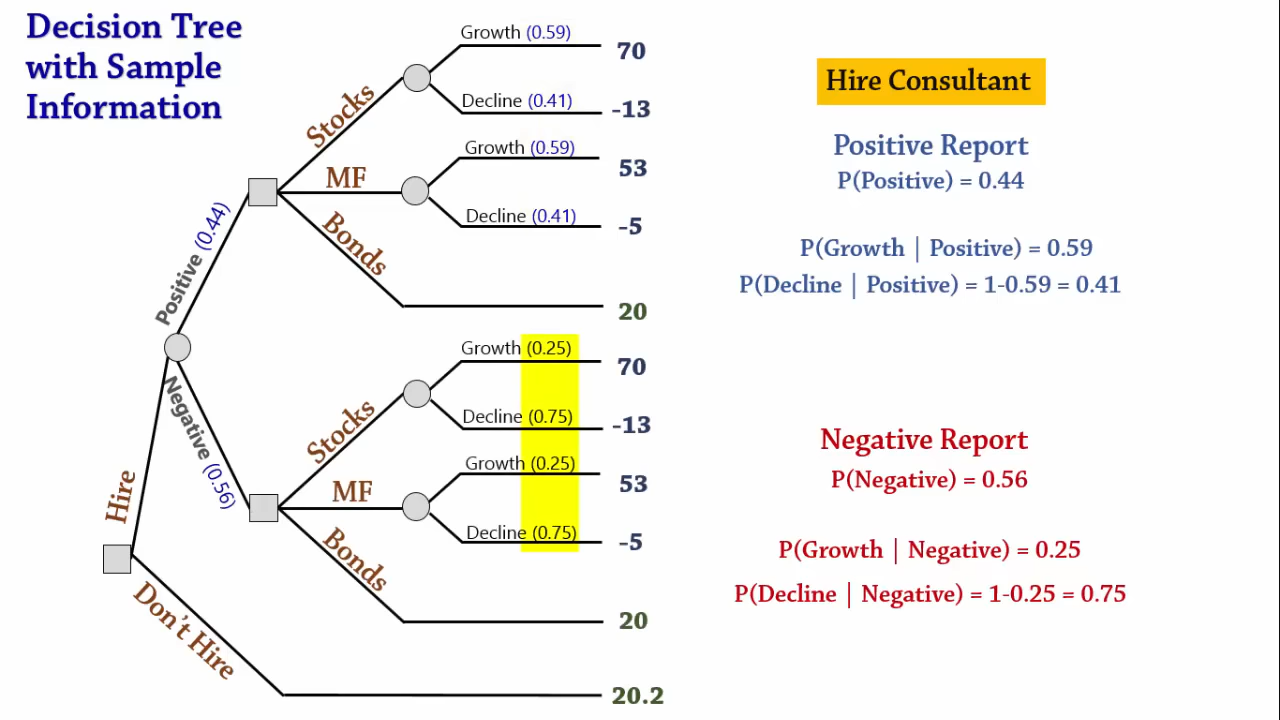 Decision Tree
with Sample
Information
Growth (0.59)
70
Stocks
Decline (0.41)
-13
Growth (0.59)
53
MF
Decline (0.41)
-5
Bonds
20
Positive (0.44)
Growth (0.25)
70
Stocks
Decline (0.75)
-13
Growth (0.25)
53
MF
Decline (0.75)
-5
Bonds
20
Negative (0.56)
Hire
Don't Hire
20.2
Hire Consultant
Positive Report
P(Positive) = 0.44
P(Growth | Positive) = 0.59
P(Decline | Positive) = 1-0.59 = 0.41
Negative Report
P(Negative) = 0.56
P(Growth | Negative) = 0.25
P(Decline | Negative) = 1-0.25 = 0.75